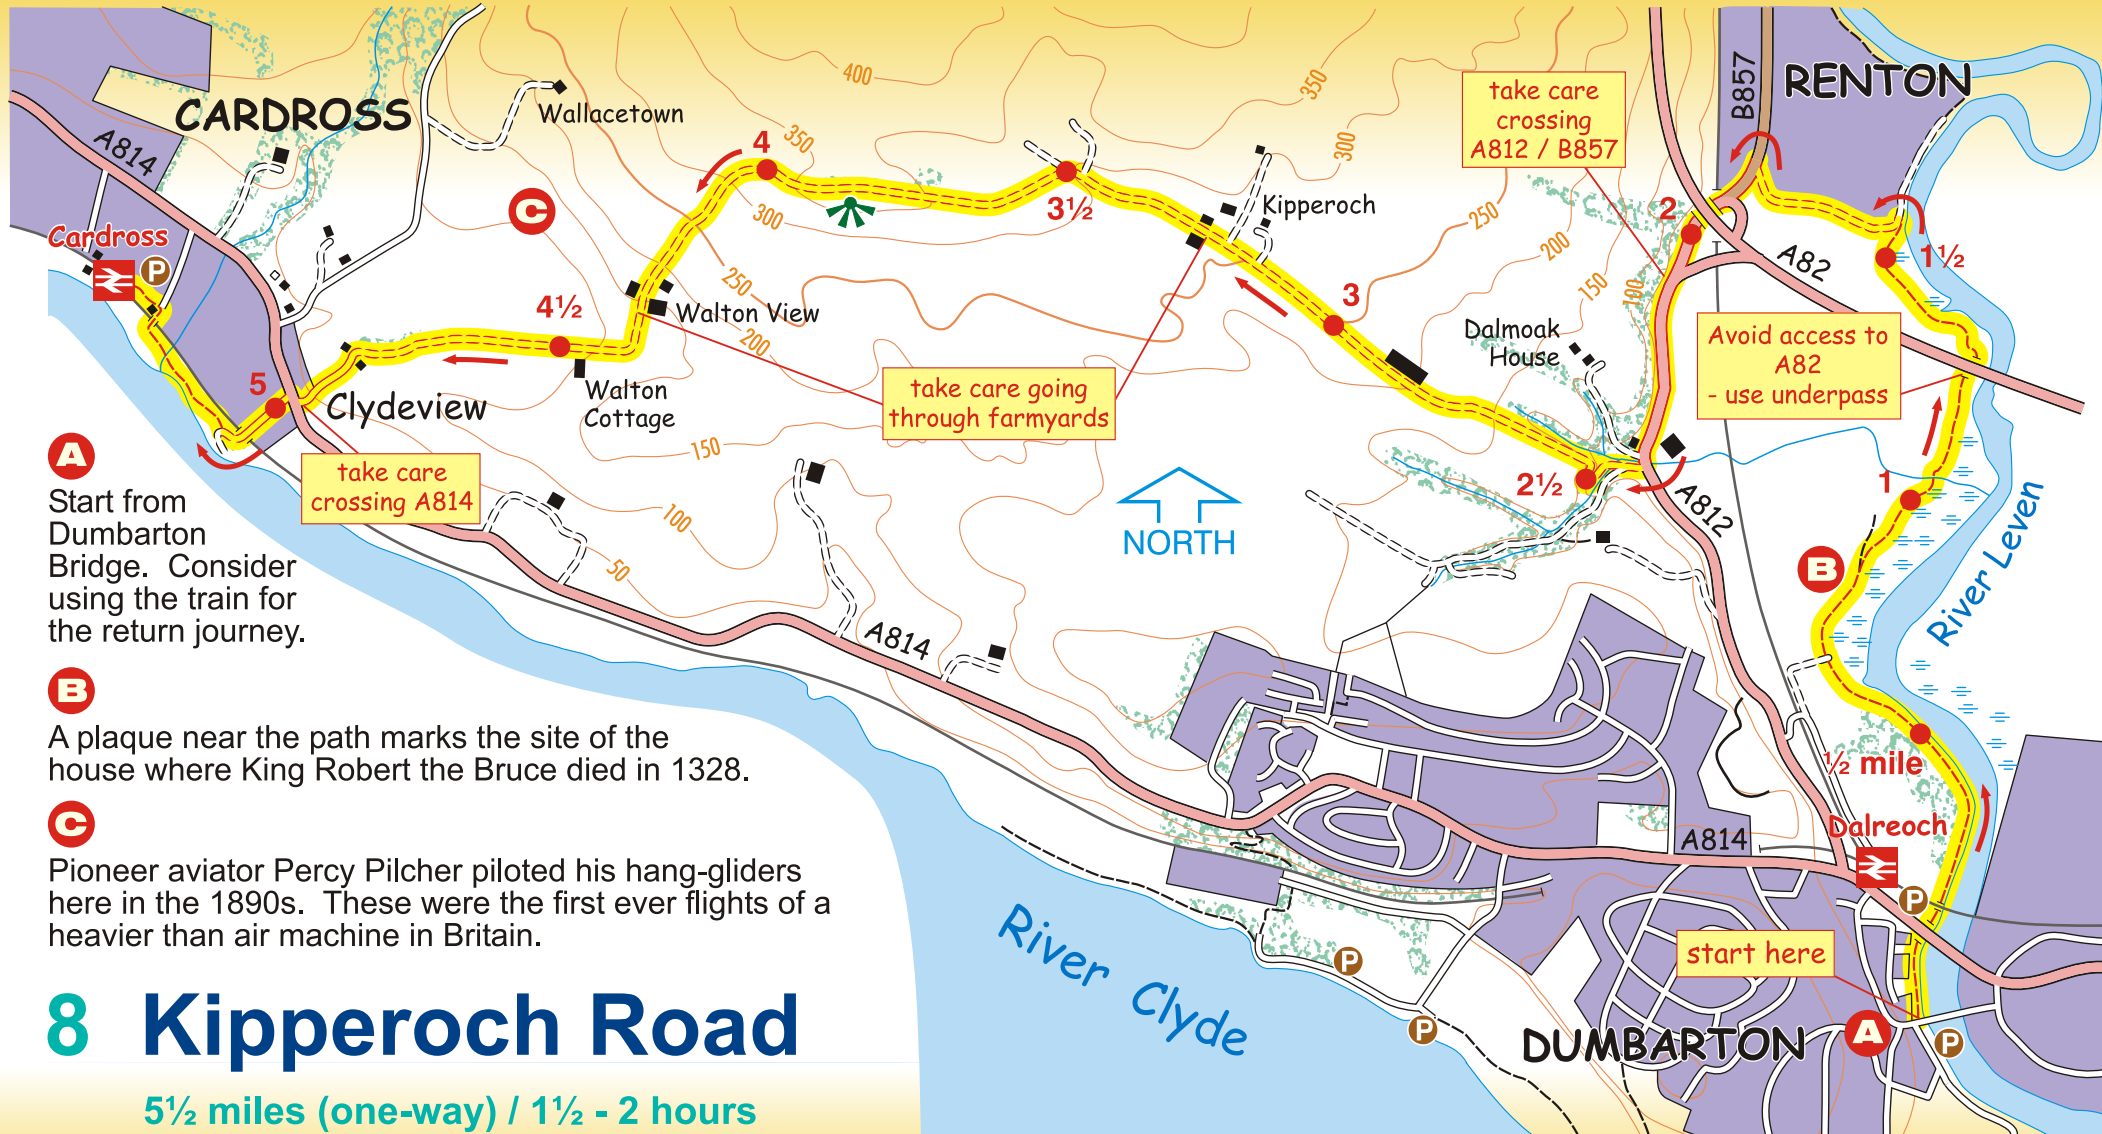 CARDROSS
A814
Cardross
P
Wallacetown
C
400
350
300
250
200
150
100
50
4
3½
Kipperoch
350
300
250
200
150
100
take care
crossing
A812 / B857
B857
RENTON
2
1½
A82
3
Dalmoak
House
Avoid access to
A82
- use underpass
4½
Walton View
Walton
Cottage
take care going
through farmyards
5
Clydeview
take care
crossing A814
2½
A812
1
B
River Leven
NORTH
A814
½ mile
Dalreoch
A814
P
start here
A
P
P
P
DUMBARTON
River Clyde
A
Start from
Dumbarton
Bridge. Consider
using the train for
the return journey.
B
A plaque near the path marks the site of the
house where King Robert the Bruce died in 1328.
C
Pioneer aviator Percy Pilcher piloted his hang-gliders
here in the 1890s. These were the first ever flights of a
heavier than air machine in Britain.
8 Kipperoch Road
5½ miles (one-way) / 1½ - 2 hours